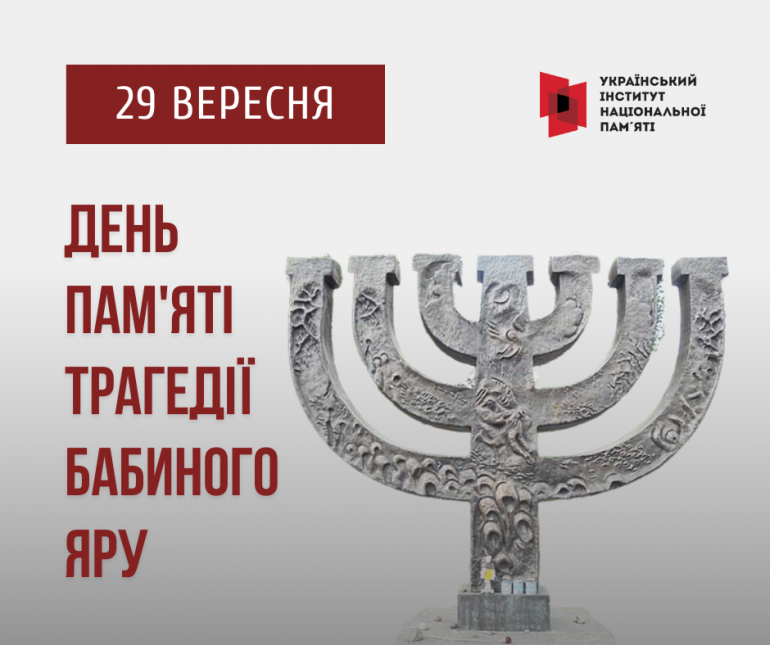 29 ВЕРЕСНЯ
УКРАЇНСЬКИЙ
ІНСТИТУТ
НАЦІОНАЛЬНОЇ
ПАМ'ЯТІ
ДЕНЬ
ПАМ'ЯТІ
ТРАГЕДІЇ
БАБИНОГО
ЯРУ